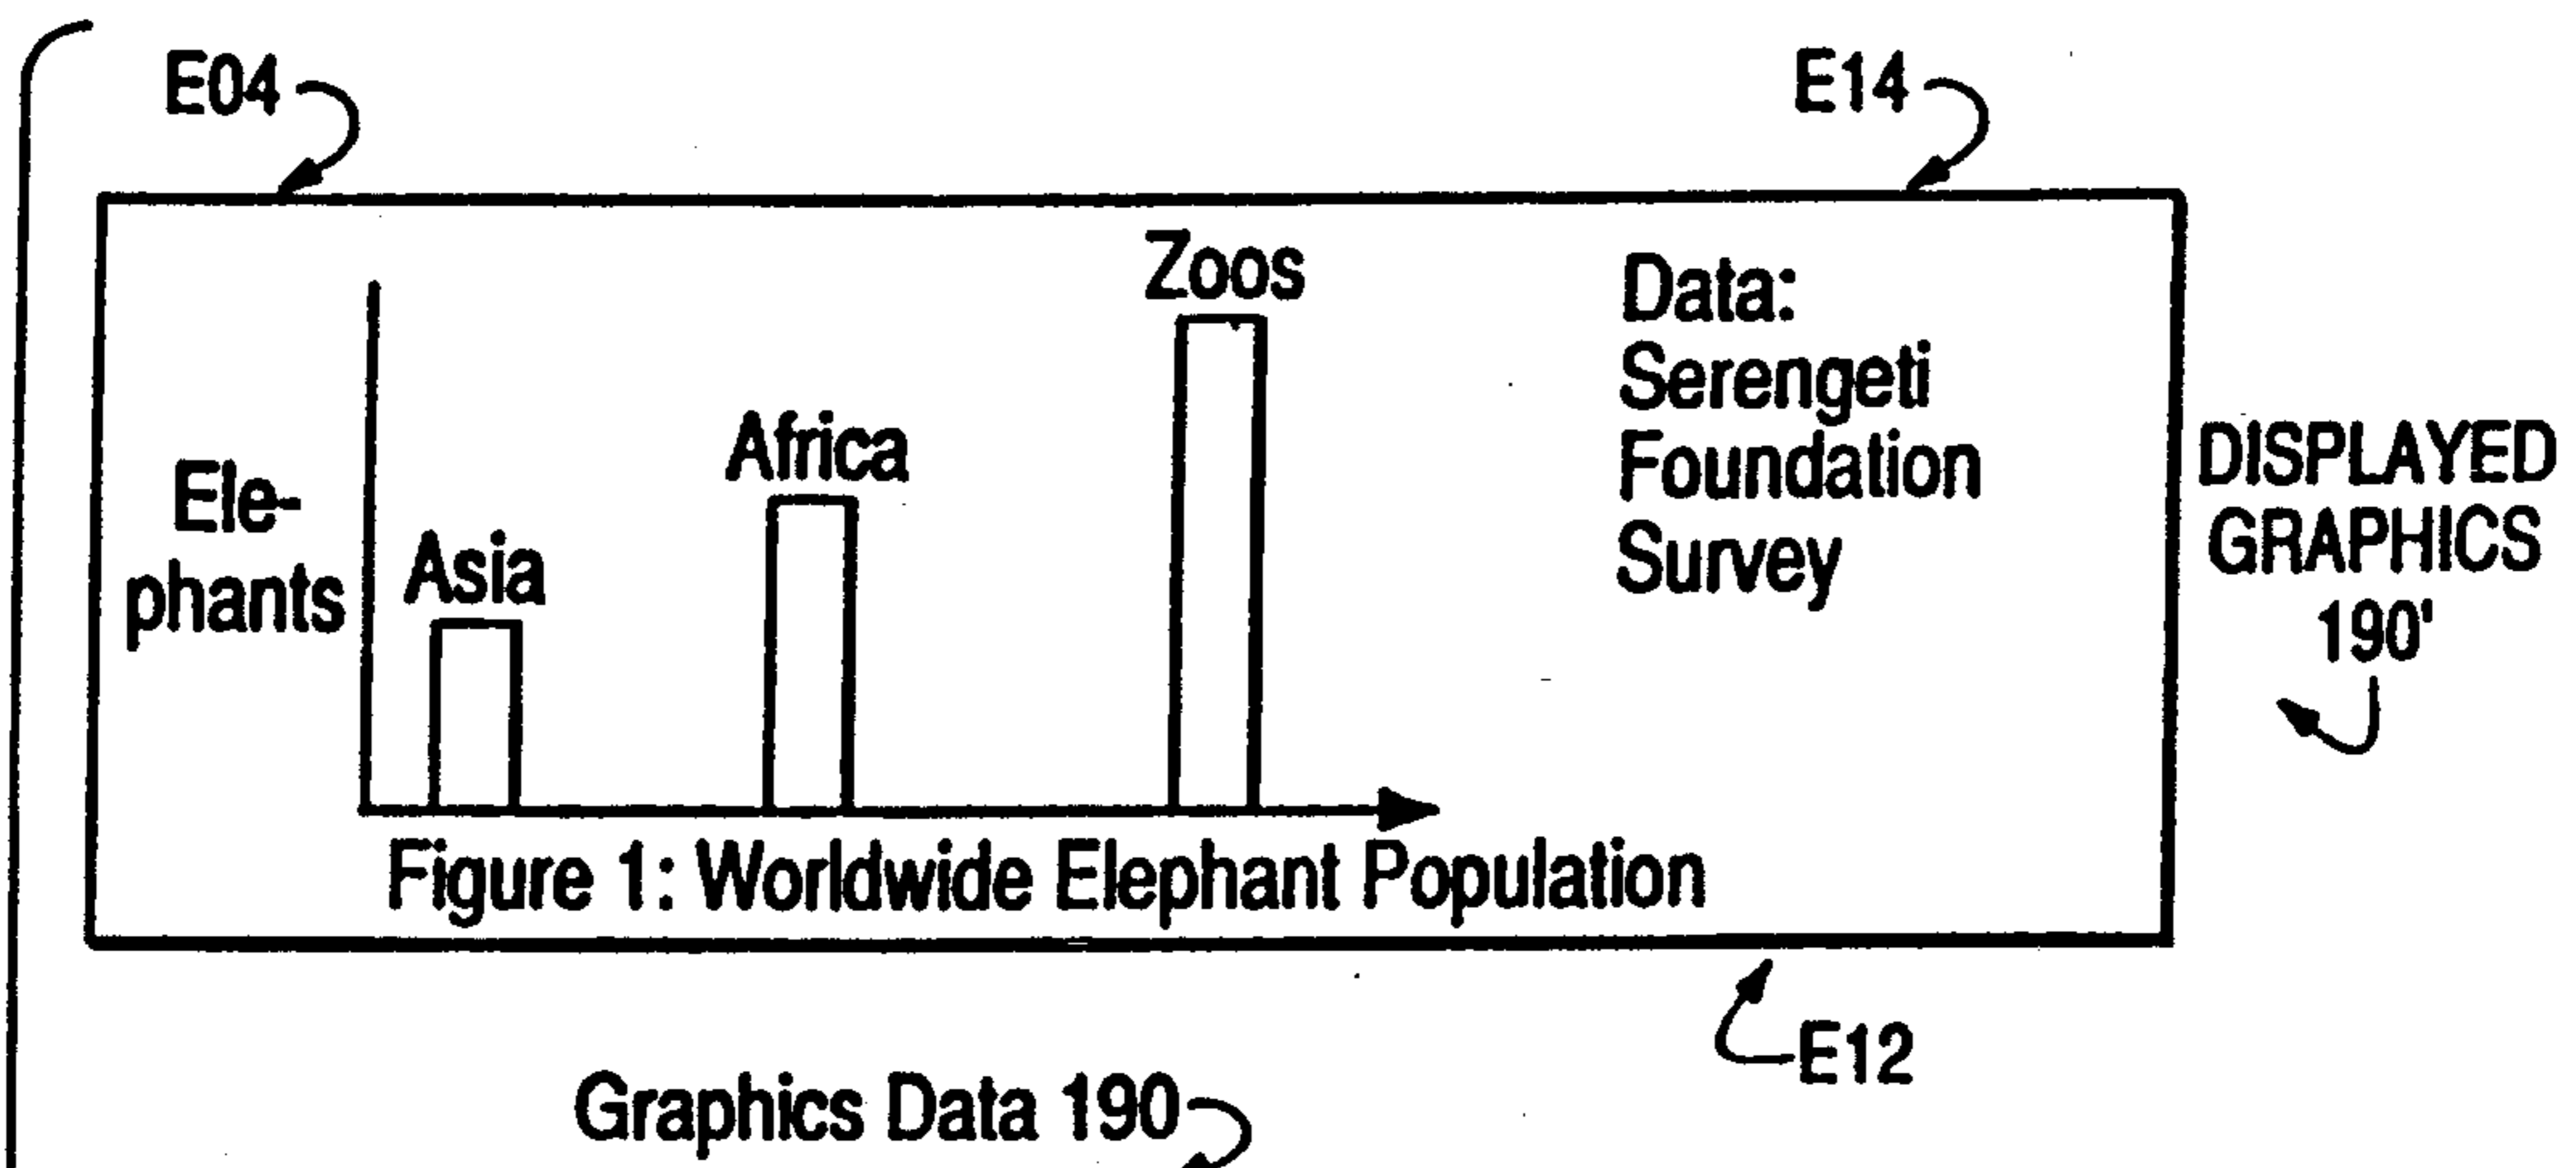 E04
E14
Zoos
Data:
Serengeti
Foundation
Survey
Africa
Ele-
phants
Asia
DISPLAYED
GRAPHICS
190'
Figure 1: Worldwide Elephant Population
E12
Graphics Data 190